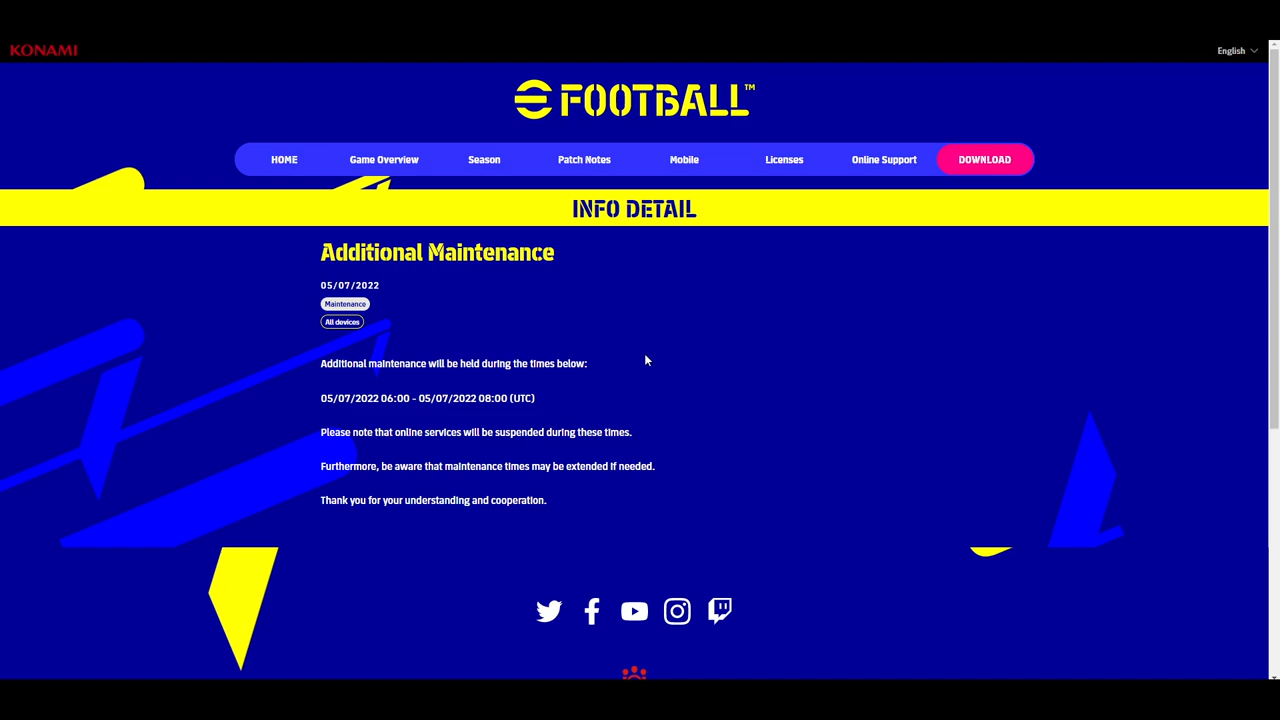 KONAMI
English
FOOTBALL™
HOME Game Overview Season Patch Notes Mobile Licenses Online Support DOWNLOAD
INFO DETAIL
Additional Maintenance
05/07/2022
Maintenance
All devices
Additional maintenance will be held during the times below:
05/07/2022 06:00 - 05/07/2022 08:00 (UTC)
Please note that online services will be suspended during these times.
Furthermore, be aware that maintenance times may be extended if needed.
Thank you for your understanding and cooperation.